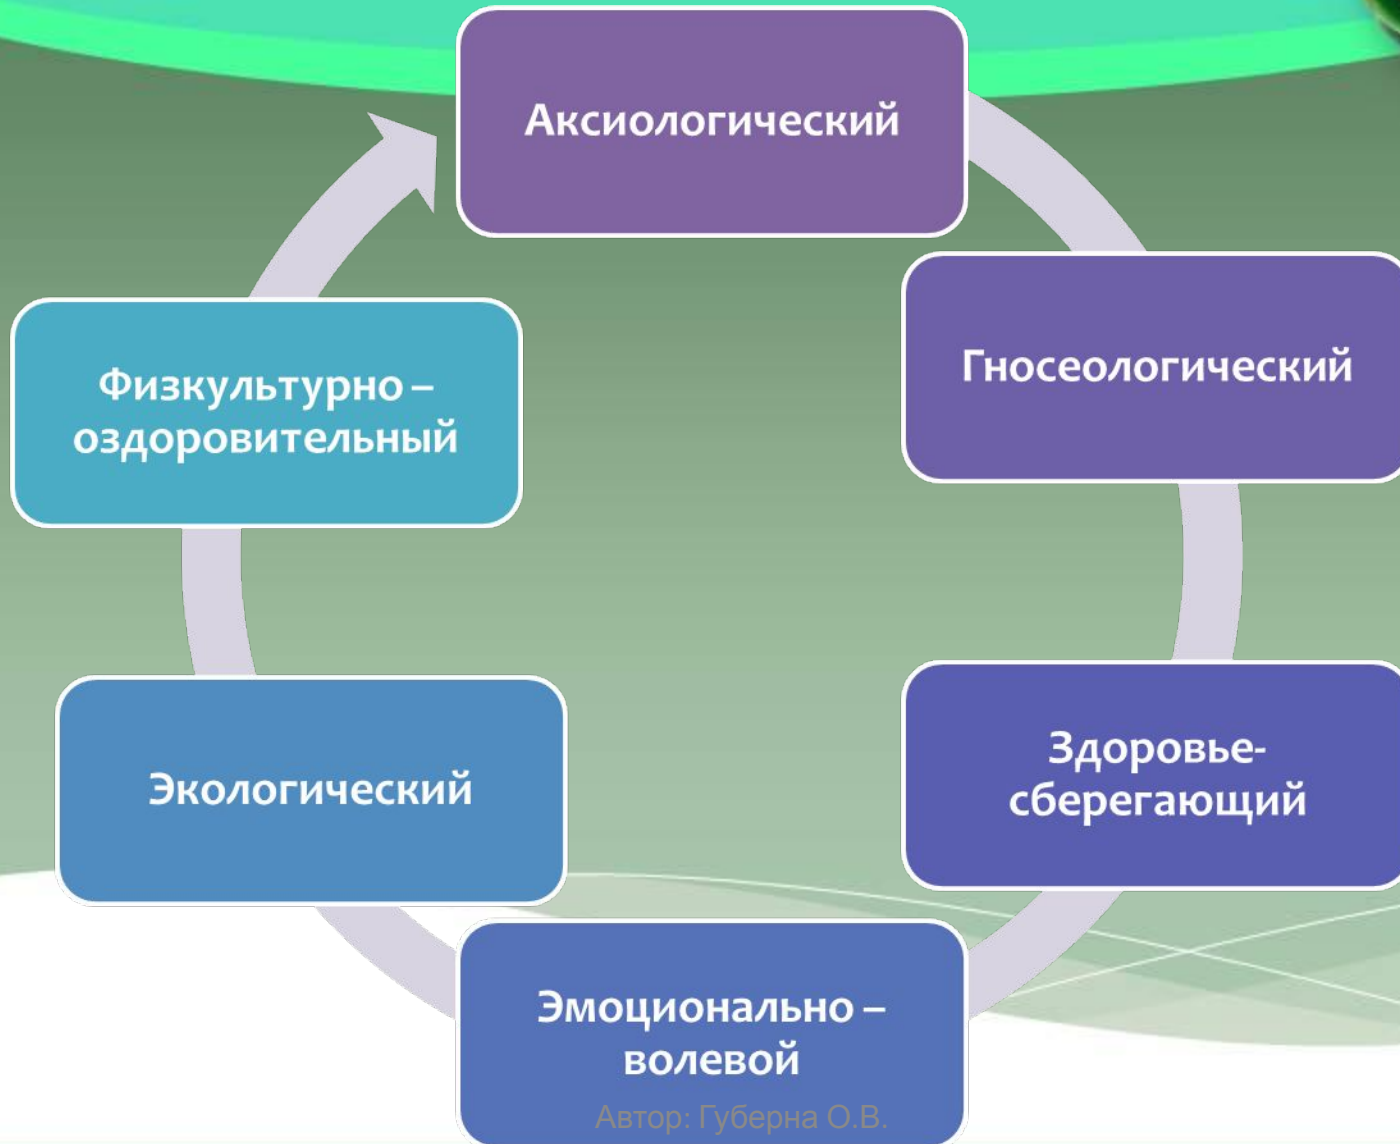 Аксиологический
Гносеологический
Здоровье-
сберегающий
Эмоционально –
волевой
Экологический
Физкультурно –
оздоровительный
Автор: Губерна О.В.